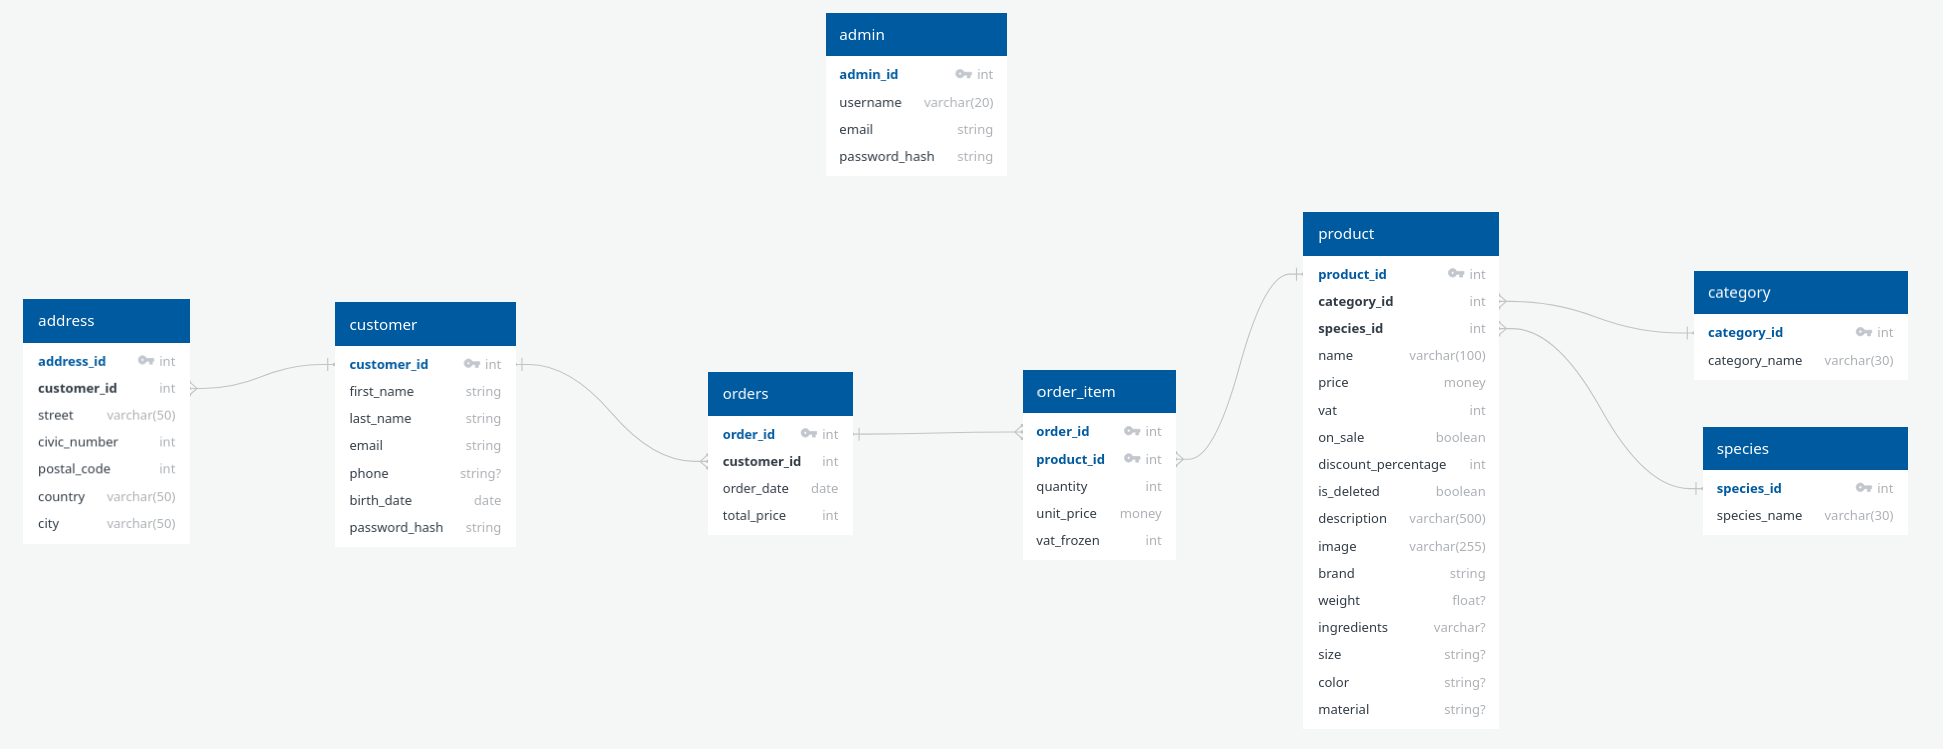 admin
admin_id int
username varchar(20)
email string
password_hash string
address
address_id int
customer_id int
street varchar(50)
civic_number int
postal_code int
country varchar(50)
city varchar(50)
customer
customer_id int
first_name string
last_name string
email string
phone string?
birth_date date
password_hash string
orders
order_id int
customer_id int
order_date date
total_price int
order_item
order_id int
product_id int
quantity int
unit_price money
vat_frozen int
product
product_id int
category_id int
species_id int
name varchar(100)
price money
vat int
on_sale boolean
discount_percentage int
is_deleted boolean
description varchar(500)
image varchar(255)
brand string
weight float?
ingredients varchar?
size string?
color string?
material string?
category
category_id int
category_name varchar(30)
species
species_id int
species_name varchar(30)